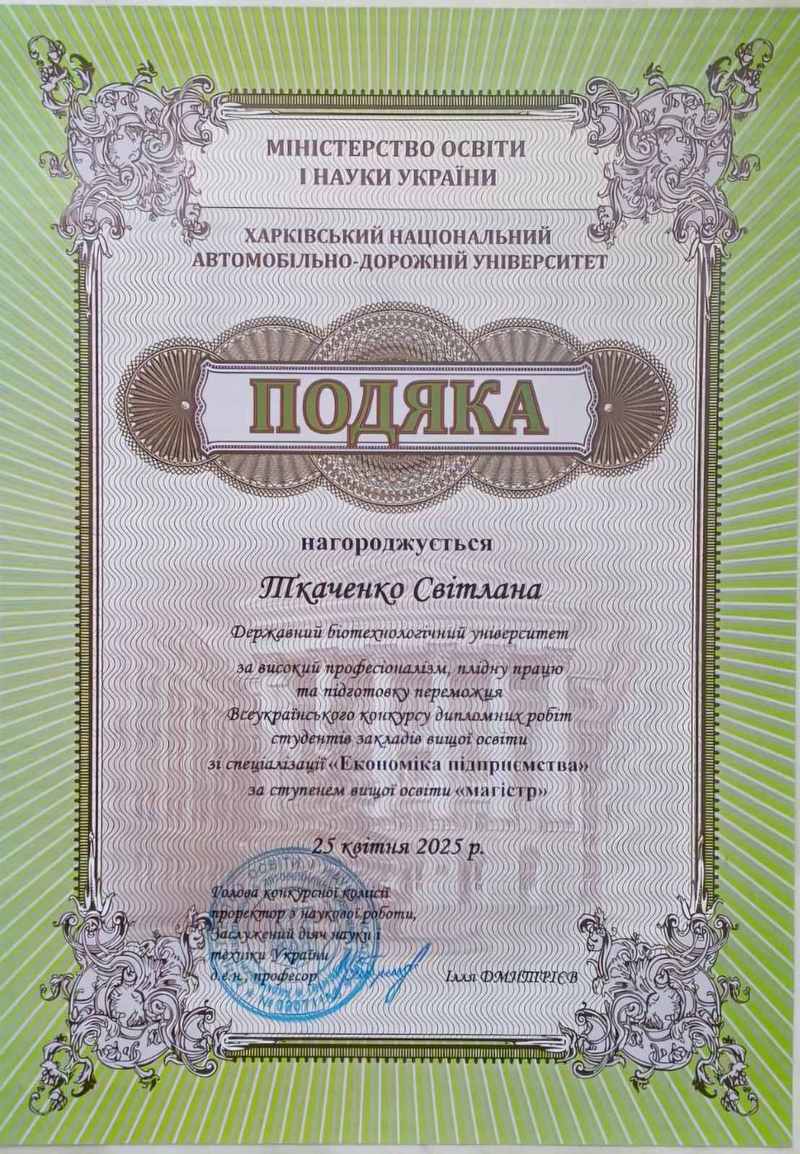 МІНІСТЕРСТВО ОСВІТИ
І НАУКИ УКРАЇНИ
ХАРКІВСЬКИЙ НАЦІОНАЛЬНИЙ
АВТОМОБІЛЬНО-ДОРОЖНІЙ УНІВЕРСИТЕТ
ПОДЯКА
нагороджується
Ткаченко Світлана
Державний біотехнологічний університет
за високий професіоналізм, плідну працю
та підготовку переможця
Всеукраїнського конкурсу дипломних робіт
студентів закладів вищої освіти
зі спеціалізації «Економіка підприємства»
за ступенем вищої освіти «магістр»
25 квітня 2025 р.
Голова конкурсної комісії
проректор з наукової роботи,
Заслужений діяч науки і
техніки України
д.е.н., професор
Ілля ДМИТРІЄВ